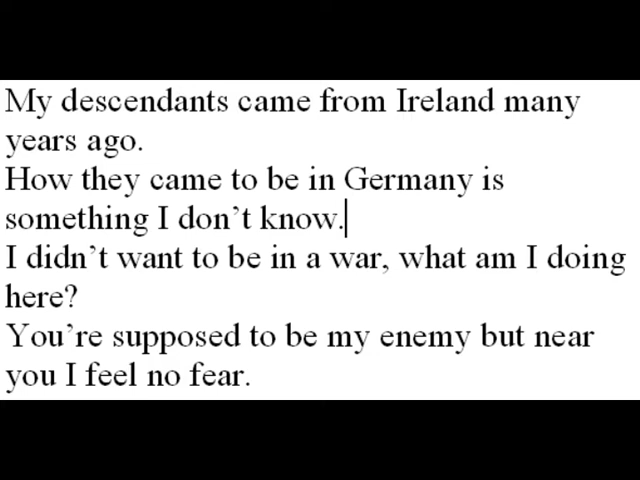 My descendants came from Ireland many
years ago.
How they came to be in Germany is
something I don’t know.
I didn’t want to be in a war, what am I doing
here?
You’re supposed to be my enemy but near
you I feel no fear.